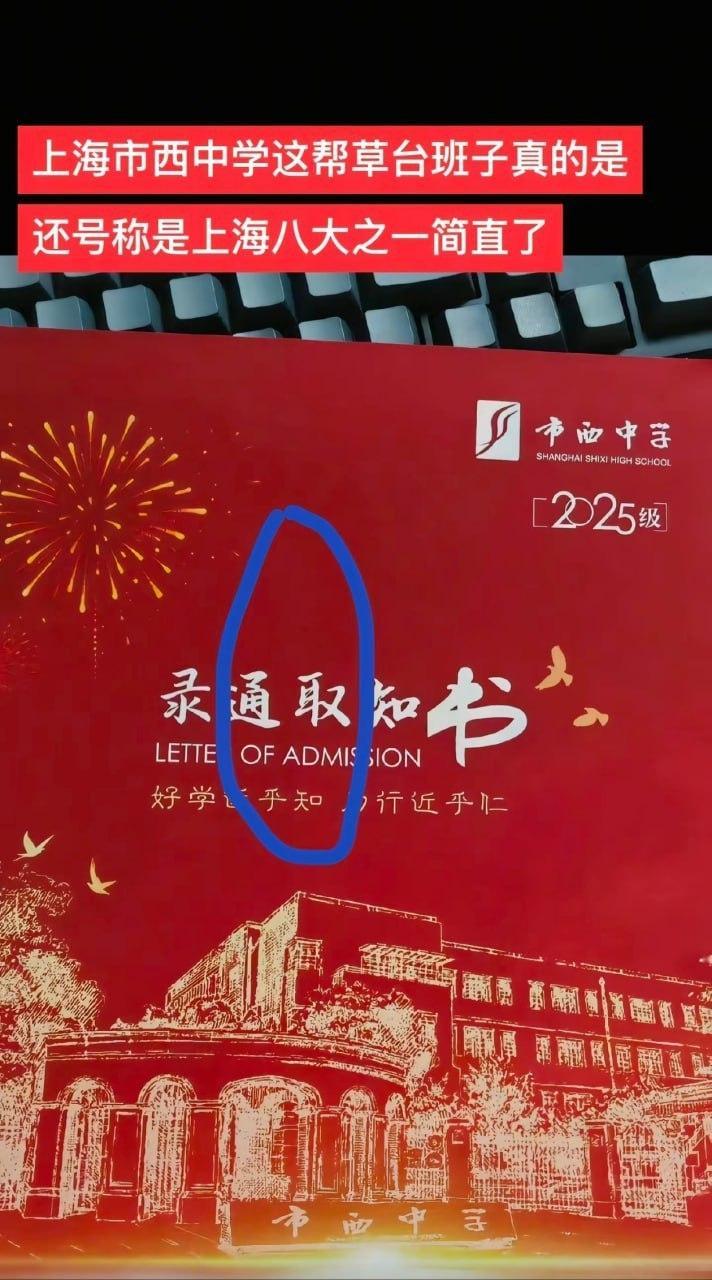 上海市西中学这帮草台班子真的是
还号称是上海八大之一简直了
市西中学
SHANGHAI SHIXI HIGH SCHOOL
2025级
录通取知书
LETTER OF ADMISSION
好学近乎知 力行近乎仁
市西中学